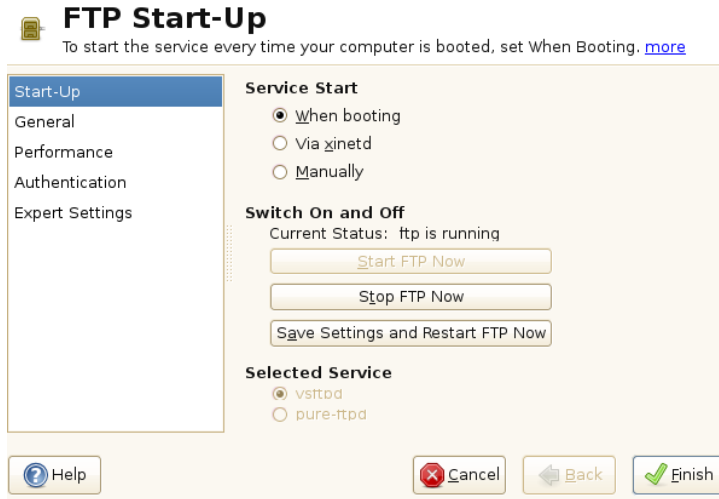 FTP Start-Up
To start the service every time your computer is booted, set When Booting. more
Start-Up
General
Performance
Authentication
Expert Settings
Service Start
When booting
Via xinetd
Manually
Switch On and Off
Current Status: ftp is running
Start FTP Now
Stop FTP Now
Save Settings and Restart FTP Now
Selected Service
vsftpd
pure-ftpd
Help
Cancel
Back
Finish